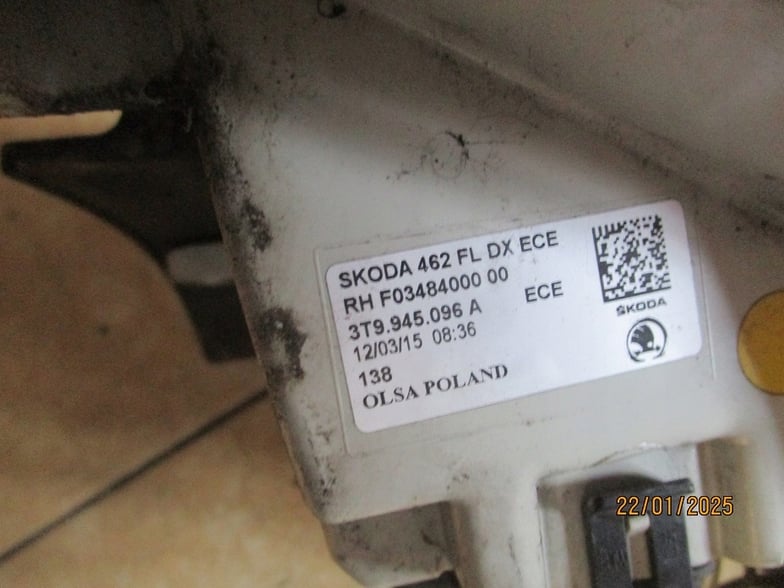 SKODA 462 FL DX ECE
RH F03484000 00
3T9.945.096 A ECE
12/03/15 08:36
138
OLSA POLAND
ŠKODA
22/01/2025